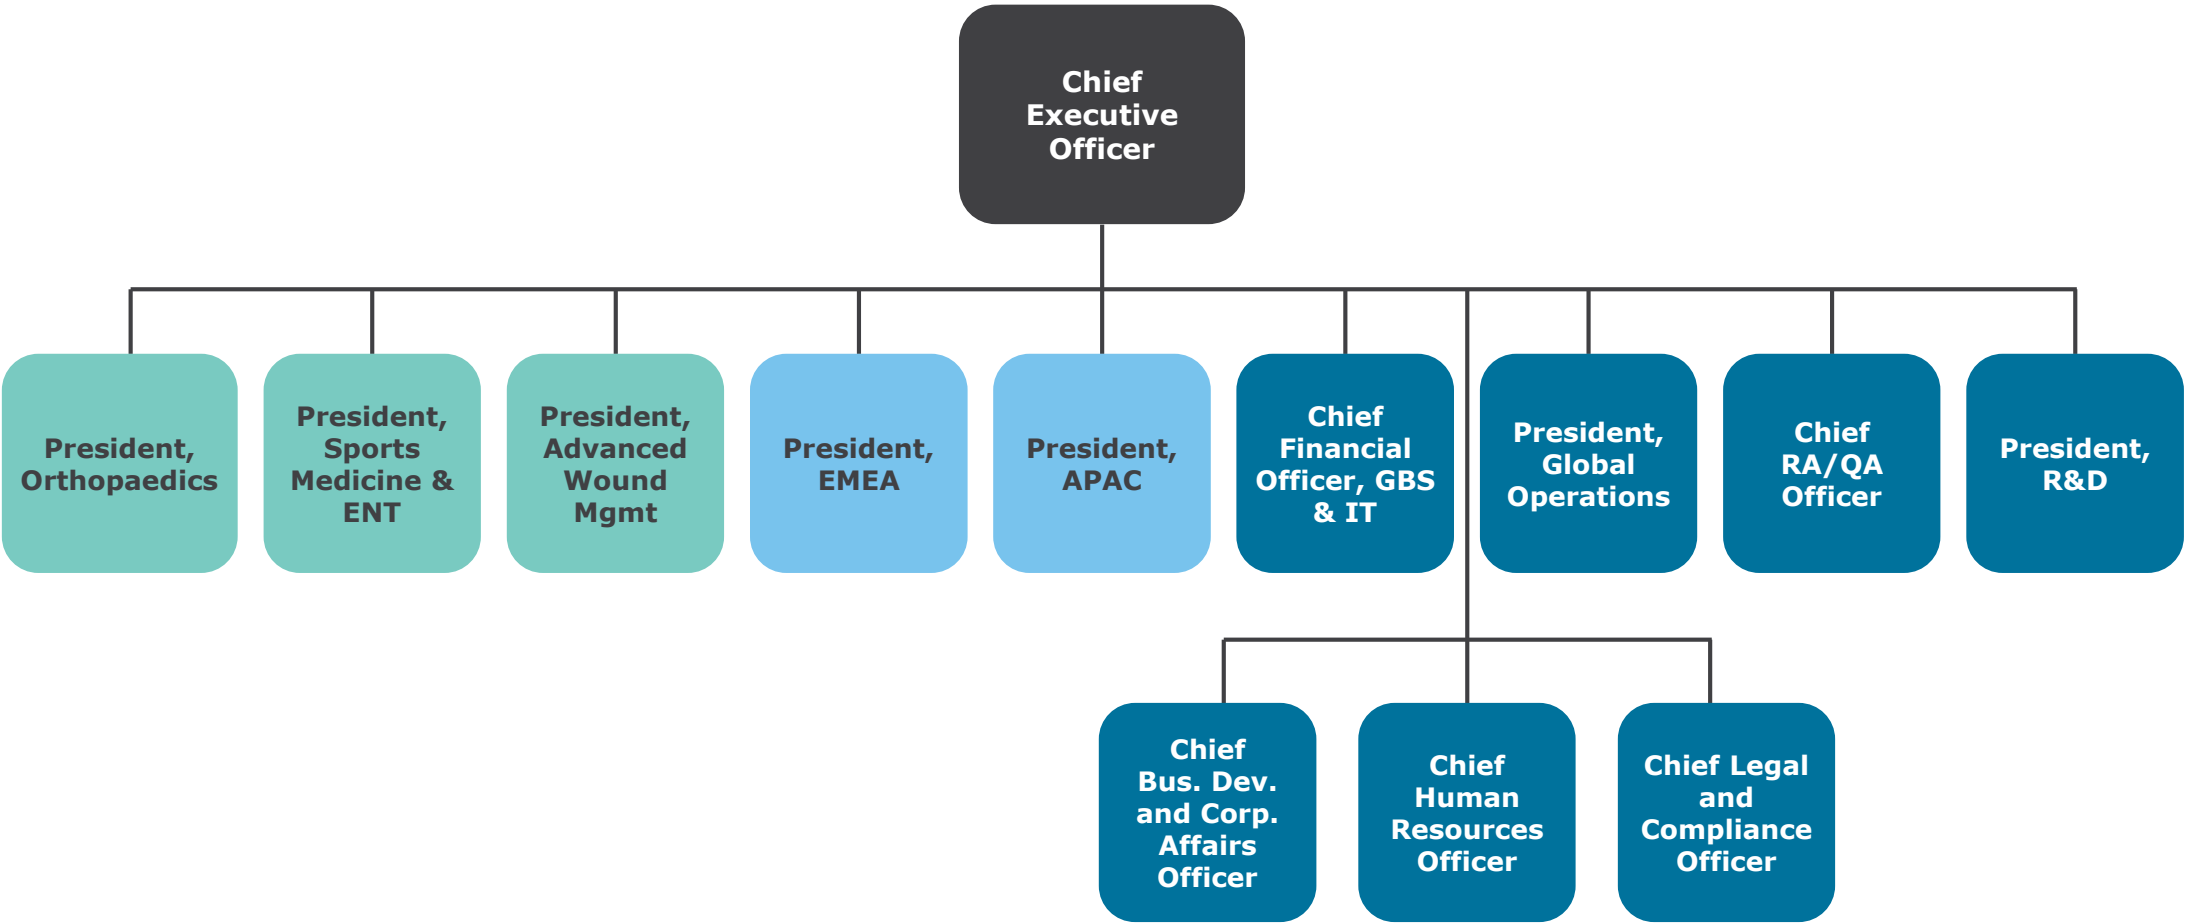 Chief
Executive
Officer
President,
Orthopaedics
President,
Sports
Medicine &
ENT
President,
Advanced
Wound
Mgmt
President,
EMEA
President,
APAC
Chief
Financial
Officer, GBS
& IT
President,
Global
Operations
Chief
RA/QA
Officer
President,
R&D
Chief
Bus. Dev.
and Corp.
Affairs
Officer
Chief
Human
Resources
Officer
Chief Legal
and
Compliance
Officer